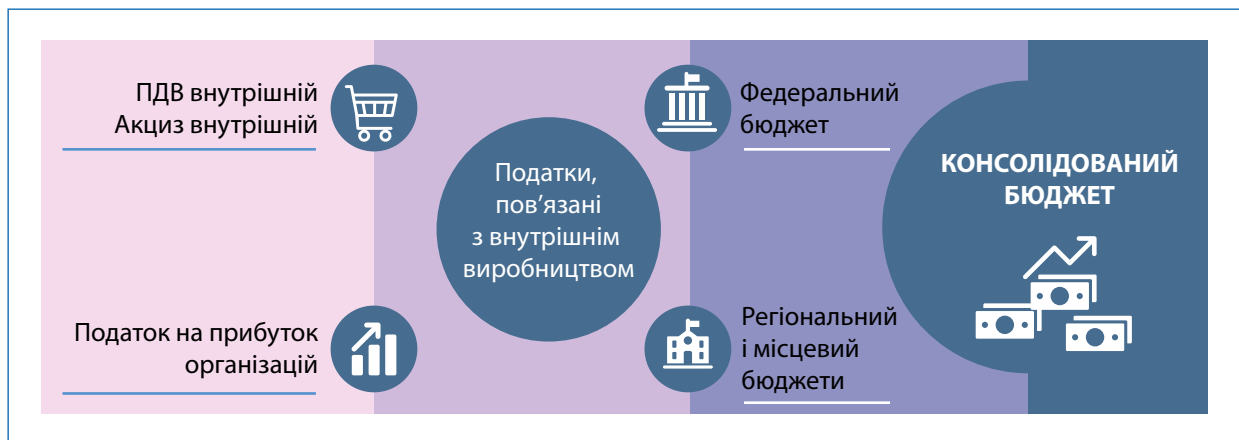 ПДВ внутрішній
Акциз внутрішній
Податок на прибуток
організацій
Податки,
пов’язані
з внутрішнім
виробництвом
Федеральний
бюджет
Регіональний
і місцевий
бюджети
КОНСОЛІДОВАНИЙ
БЮДЖЕТ